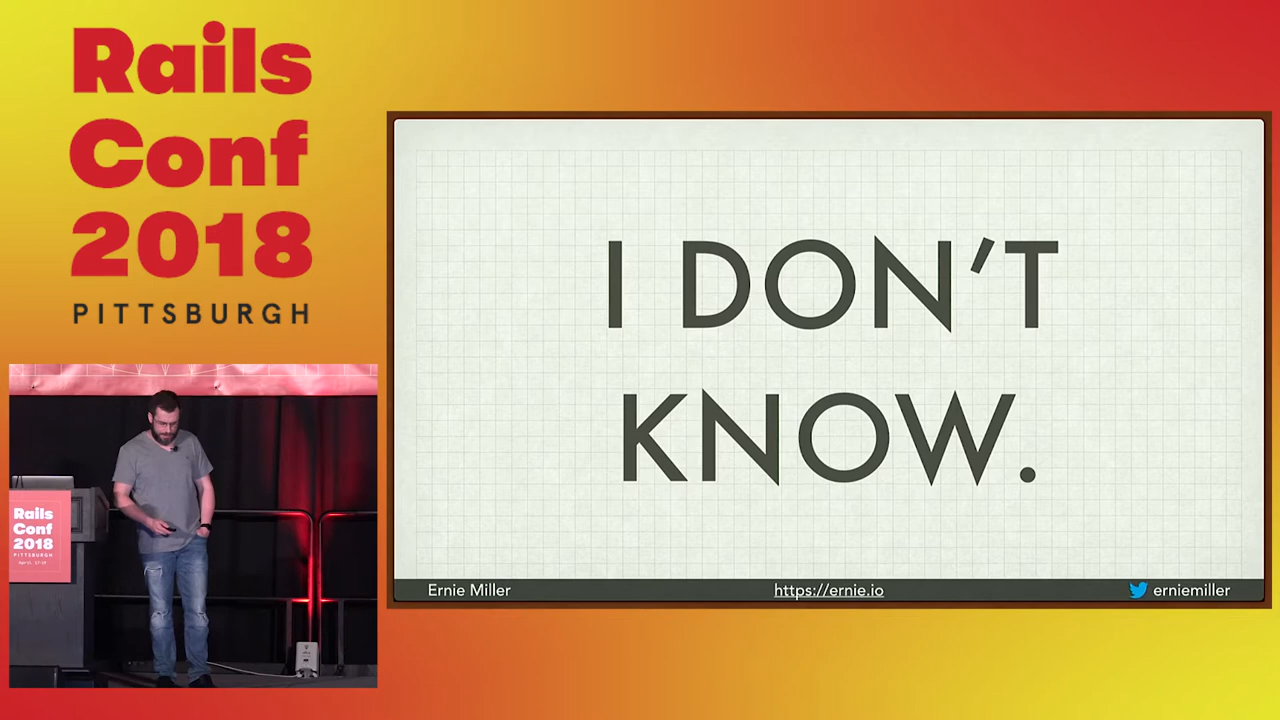 Rails
Conf
2018
PITTSBURGH
I DON'T
KNOW.
Ernie Miller
https://ernie.io
erniemiller
Rails
Conf
2018
PITTSBURGH